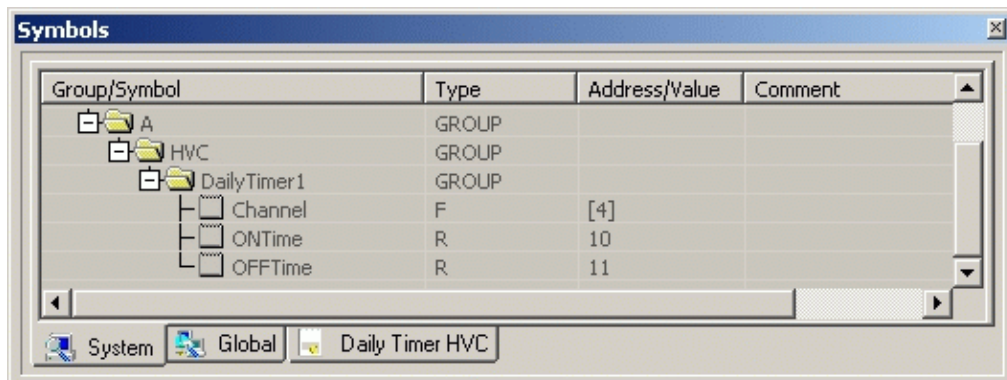 Symbols
Group/Symbol Type Address/Value Comment
A GROUP
HVC GROUP
DailyTimer1 GROUP
Channel F [4]
ONTime R 10
OFFTime R 11
System Global Daily Timer HVC